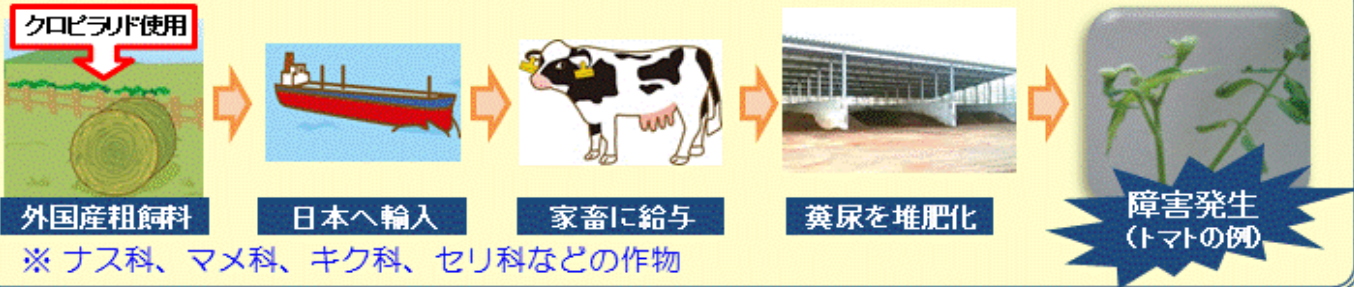 クロピラリド使用
外国産粗飼料
日本へ輸入
家畜に給与
糞尿を堆肥化
障害発生
(トマトの例)
※ ナス科、マメ科、キク科、セリ科などの作物